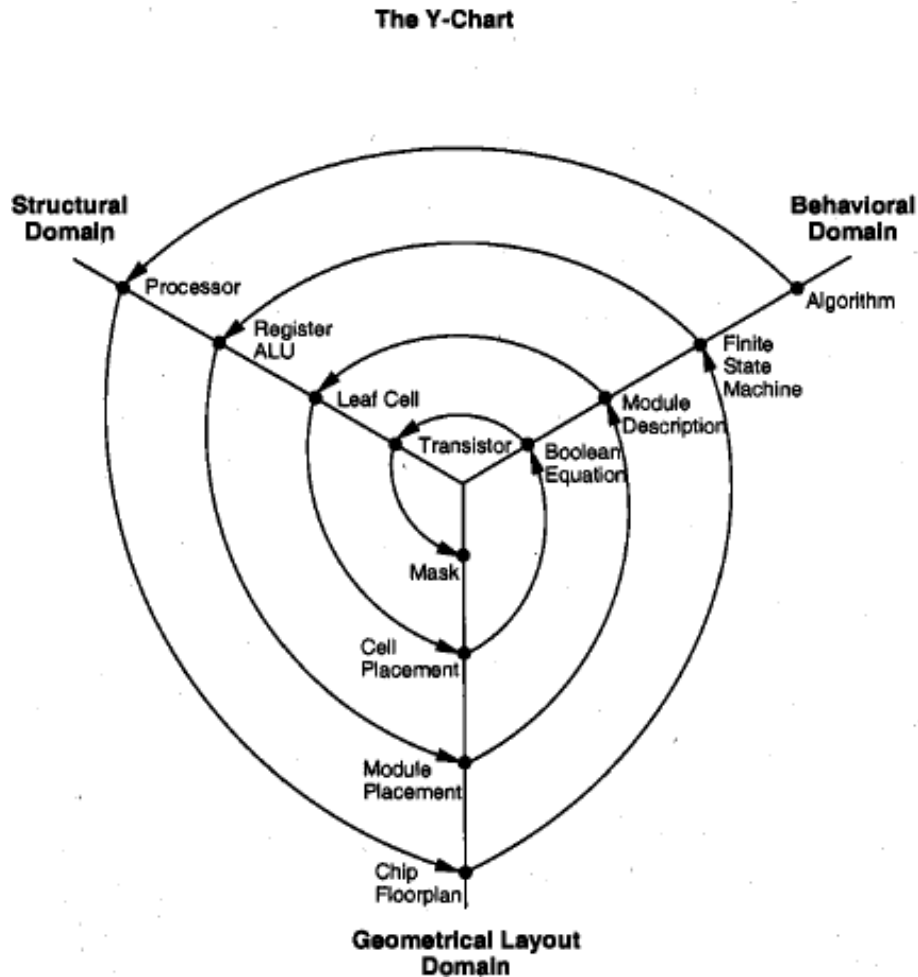 The Y-Chart
Structural
Domain
Behavioral
Domain
Processor
Algorithm
Register
ALU
Finite
State
Machine
Leaf Cell
Module
Description
Transistor
Boolean
Equation
Mask
Cell
Placement
Module
Placement
Chip
Floorplan
Geometrical Layout
Domain